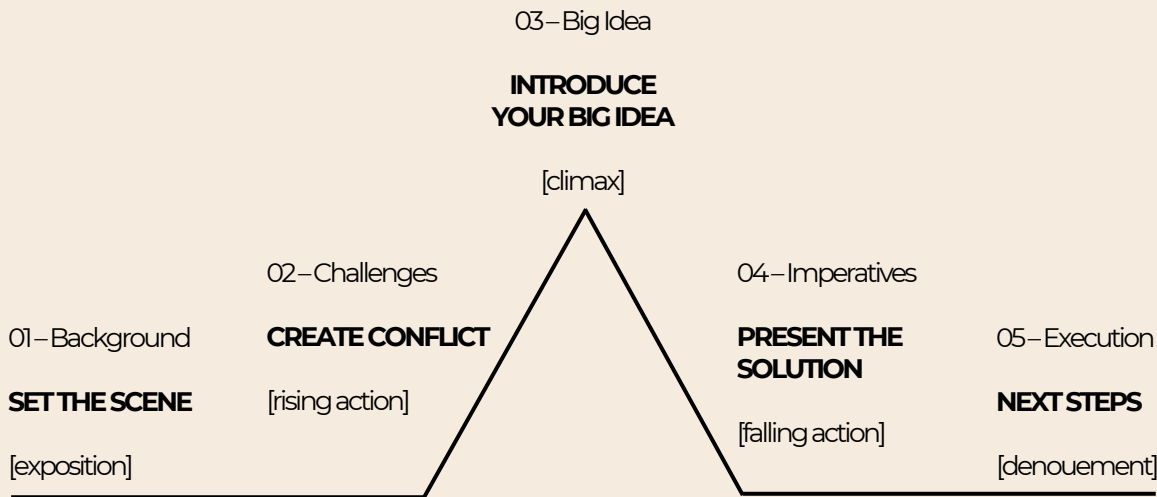 01 – Background
SET THE SCENE
[exposition]
02 – Challenges
CREATE CONFLICT
[rising action]
03 – Big Idea
INTRODUCE
YOUR BIG IDEA
[climax]
04 – Imperatives
PRESENT THE
SOLUTION
[falling action]
05 – Execution
NEXT STEPS
[denouement]